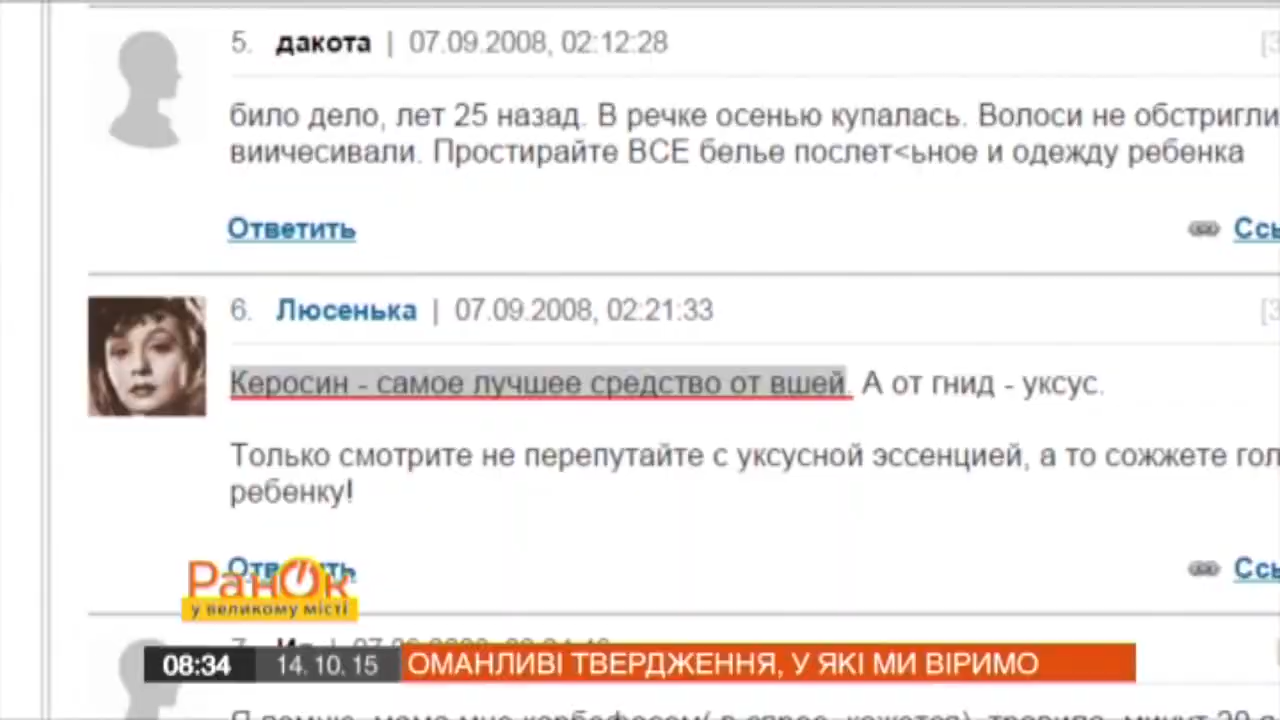 5. дакота | 07.09.2008, 02:12:28
било дело, лет 25 назад. В речке осенью купалась. Волоси не обстригли
виичесивали. Простирайте ВСЕ белье послет<ьное и одежду ребенка
Ответить
6. Люсенька | 07.09.2008, 02:21:33
Керосин - самое лучшее средство от вшей. А от гнид - уксус.
Только смотрите не перепутайте с уксусной эссенцией, а то сожжете
ребенку!
РанОк
у великому місті
08:34 14.10.15 ОМАНЛИВІ ТВЕРДЖЕННЯ, У ЯКІ МИ ВІРИМО